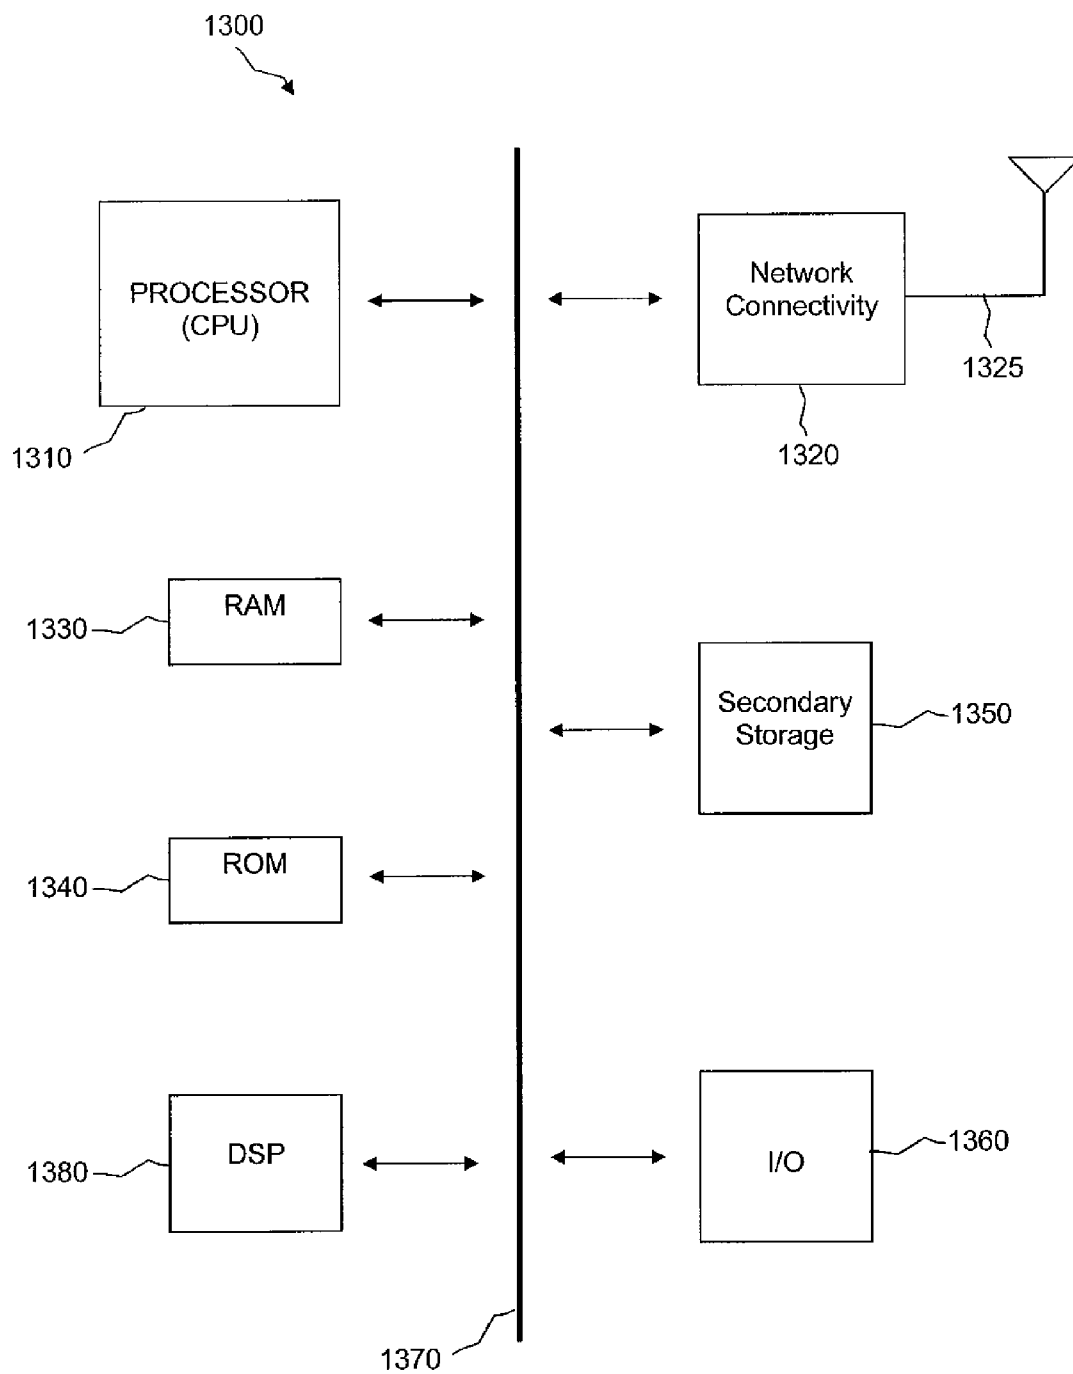 1300
PROCESSOR
(CPU)
1310
Network
Connectivity
1325
1320
RAM
1330
Secondary
Storage
1350
ROM
1340
DSP
1380
I/O
1360
1370